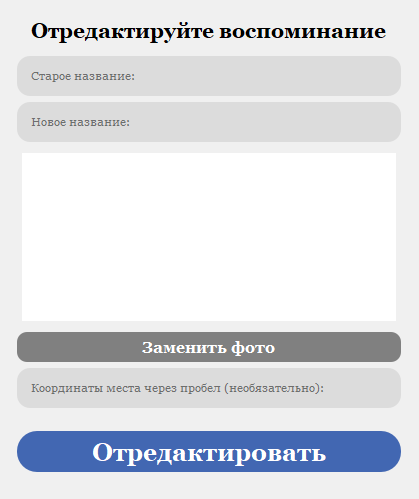 Отредактируйте воспоминание
Старое название:
Новое название:
Заменить фото
Координаты места через пробел (необязательно):
Отредактировать